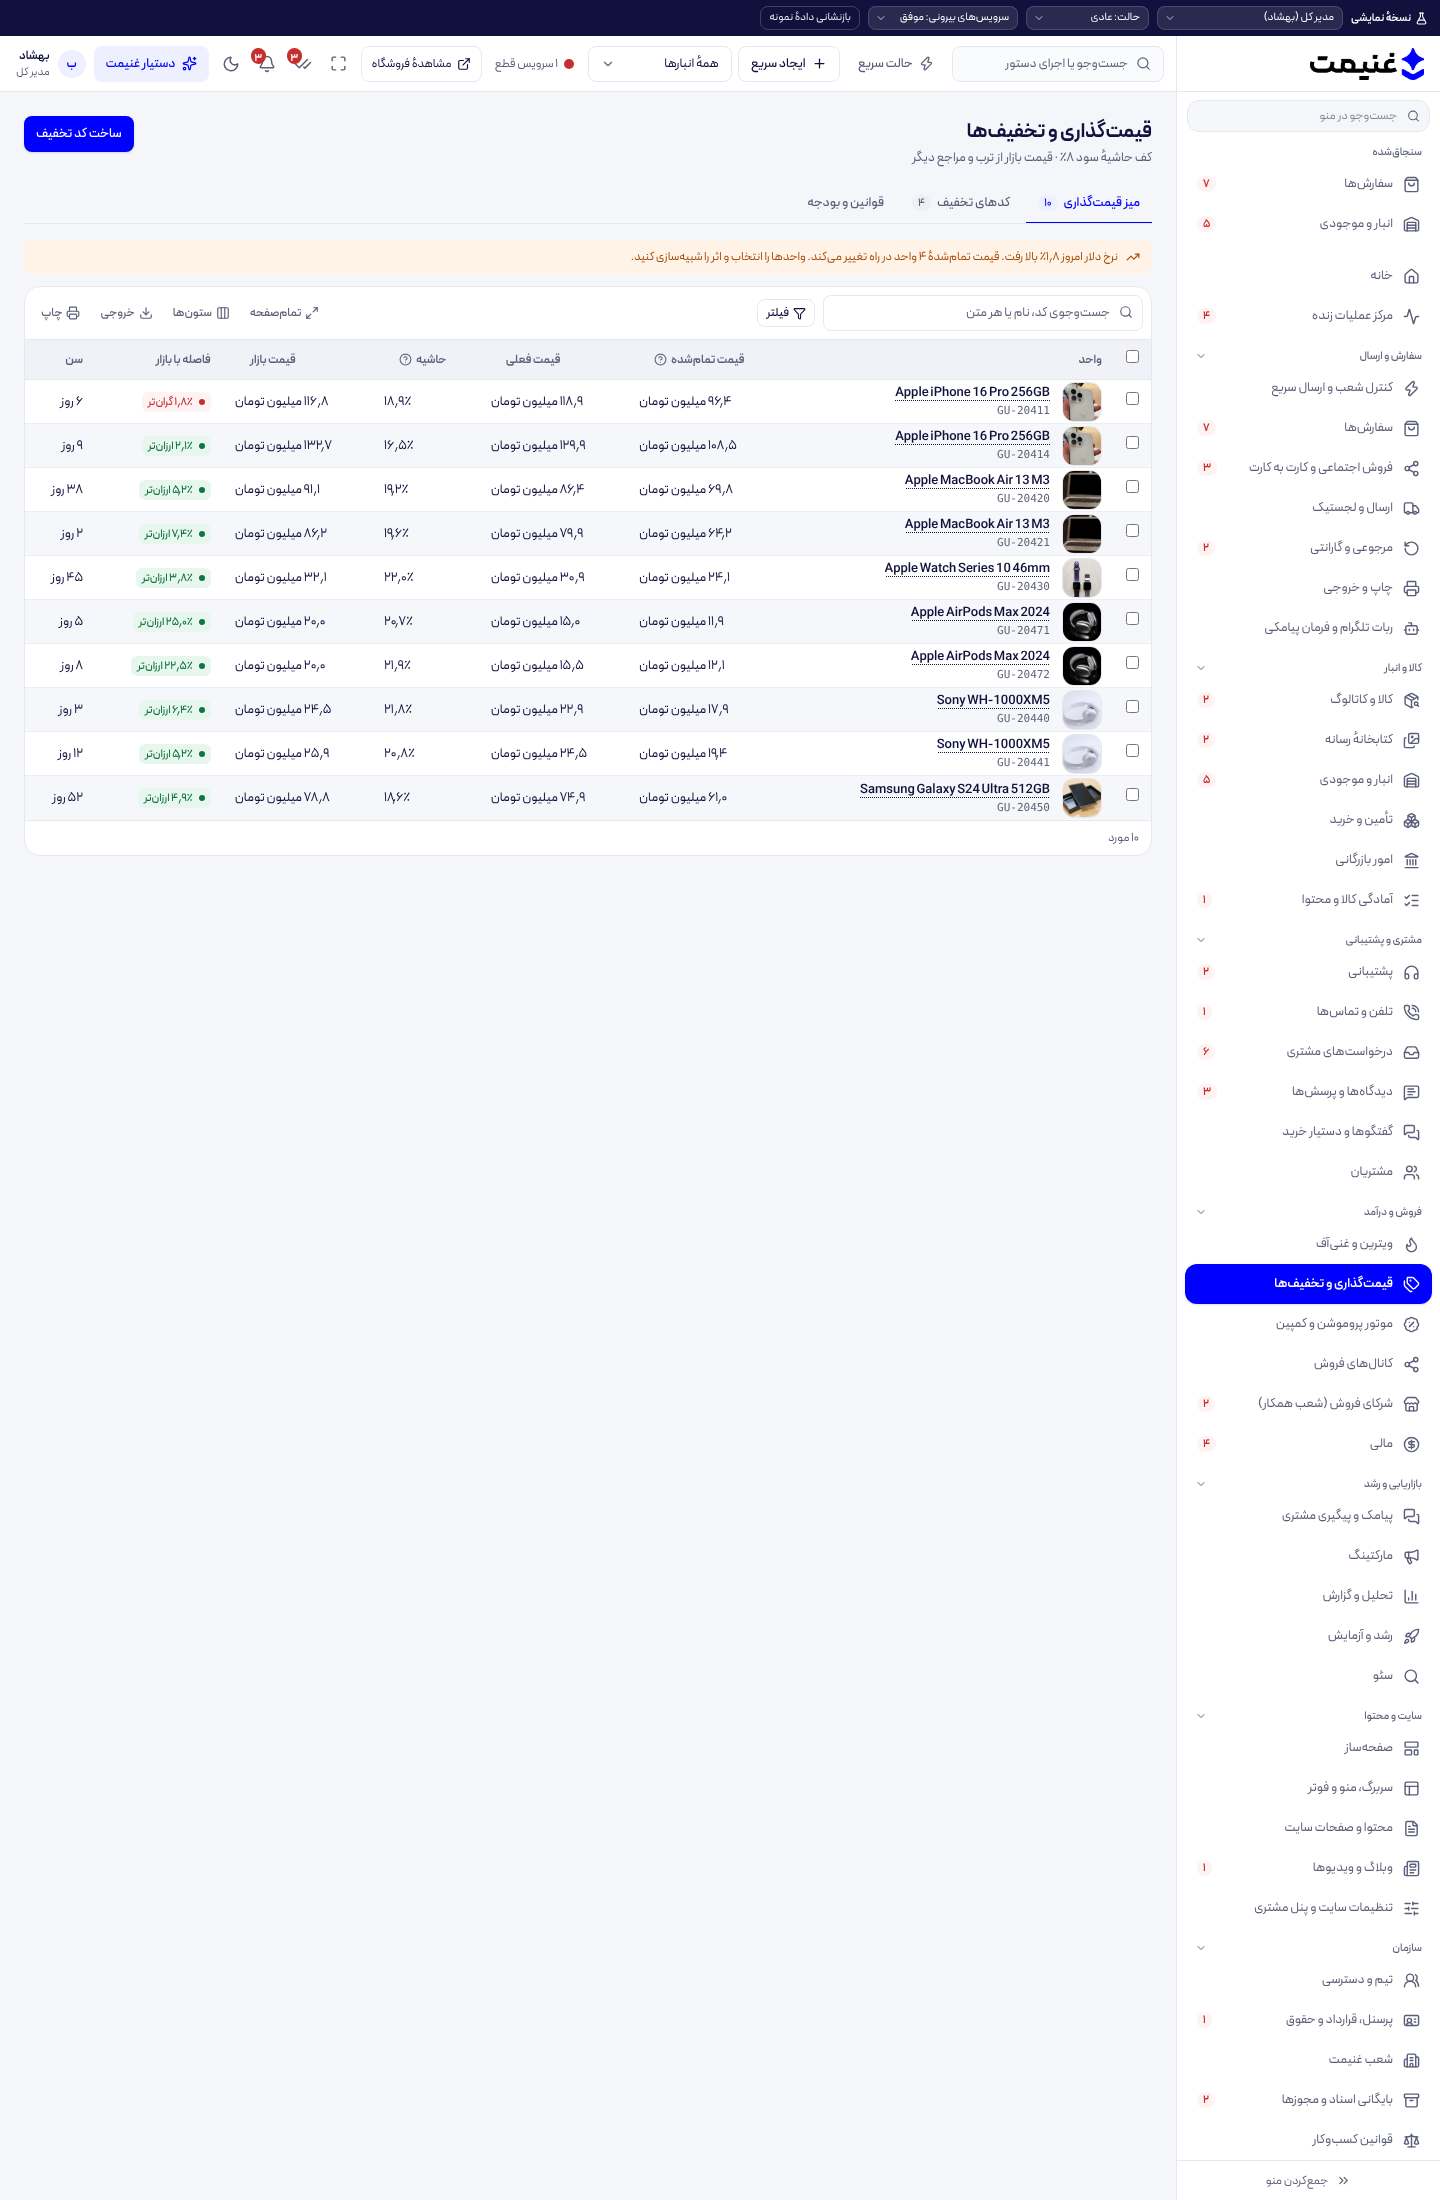 نسخهٔ نمایشی
مدیر کل (بهشاد)
حالت: عادی
سرویس‌های بیرونی: موفق
بازنشانی دادهٔ نمونه
غنیمت
جست‌وجو یا اجرای دستور
حالت سریع
ایجاد سریع
همهٔ انبارها
۱ سرویس قطع
مشاهدهٔ فروشگاه
۳
۳
دستیار غنیمت
ب
بهشاد
مدیر کل
جست‌وجو در منو
سنجاق‌شده
سفارش‌ها ۷
انبار و موجودی ۵
خانه
مرکز عملیات زنده ۴
سفارش و ارسال
کنترل شعب و ارسال سریع
سفارش‌ها ۷
فروش اجتماعی و کارت به کارت ۳
ارسال و لجستیک
مرجوعی و گارانتی ۲
چاپ و خروجی
ربات تلگرام و فرمان پیامکی
کالا و انبار
کالا و کاتالوگ ۲
کتابخانهٔ رسانه ۲
انبار و موجودی ۵
تأمین و خرید
امور بازرگانی
آمادگی کالا و محتوا ۱
مشتری و پشتیبانی
پشتیبانی ۲
تلفن و تماس‌ها ۱
درخواست‌های مشتری ۶
دیدگاه‌ها و پرسش‌ها ۳
گفتگوها و دستیار خرید
مشتریان
فروش و درآمد
ویترین و غنی‌آف
قیمت‌گذاری و تخفیف‌ها
موتور پروموشن و کمپین
کانال‌های فروش
شرکای فروش (شعب همکار) ۲
مالی ۴
بازاریابی و رشد
پیامک و پیگیری مشتری
مارکتینگ
تحلیل و گزارش
رشد و آزمایش
سئو
سایت و محتوا
صفحه‌ساز
سربرگ، منو و فوتر
محتوا و صفحات سایت
وبلاگ و ویدیوها ۱
تنظیمات سایت و پنل مشتری
سازمان
تیم و دسترسی
پرسنل، قرارداد و حقوق ۱
شعب غنیمت
بایگانی اسناد و مجوزها ۲
قوانین کسب‌وکار
جمع‌کردن منو
قیمت‌گذاری و تخفیف‌ها
کف حاشیهٔ سود ۸٪ · قیمت بازار از ترب و مراجع دیگر
ساخت کد تخفیف
میز قیمت‌گذاری ۱۰
کدهای تخفیف ۴
قوانین و بودجه
نرخ دلار امروز ۱٫۸٪ بالا رفت. قیمت تمام‌شدهٔ ۴ واحد در راه تغییر می‌کند. واحدها را انتخاب و اثر را شبیه‌سازی کنید.
جست‌وجوی کد، نام یا هر متن
فیلتر
تمام‌صفحه
ستون‌ها
خروجی
چاپ
واحد قیمت تمام‌شده قیمت فعلی حاشیه قیمت بازار فاصله با بازار سن
Apple iPhone 16 Pro 256GB
GU-20411
۹۶٫۴ میلیون تومان ۱۱۸٫۹ میلیون تومان ۱۸٫۹٪ ۱۱۶٫۸ میلیون تومان ۱٫۸٪ گران‌تر ۶ روز
Apple iPhone 16 Pro 256GB
GU-20414
۱۰۸٫۵ میلیون تومان ۱۲۹٫۹ میلیون تومان ۱۶٫۵٪ ۱۳۲٫۷ میلیون تومان ۲٫۱٪ ارزان‌تر ۹ روز
Apple MacBook Air 13 M3
GU-20420
۶۹٫۸ میلیون تومان ۸۶٫۴ میلیون تومان ۱۹٫۲٪ ۹۱٫۱ میلیون تومان ۵٫۲٪ ارزان‌تر ۳۸ روز
Apple MacBook Air 13 M3
GU-20421
۶۴٫۲ میلیون تومان ۷۹٫۹ میلیون تومان ۱۹٫۶٪ ۸۶٫۲ میلیون تومان ۷٫۴٪ ارزان‌تر ۲ روز
Apple Watch Series 10 46mm
GU-20430
۲۴٫۱ میلیون تومان ۳۰٫۹ میلیون تومان ۲۲٫۰٪ ۳۲٫۱ میلیون تومان ۳٫۸٪ ارزان‌تر ۴۵ روز
Apple AirPods Max 2024
GU-20471
۱۱٫۹ میلیون تومان ۱۵٫۰ میلیون تومان ۲۰٫۷٪ ۲۰٫۰ میلیون تومان ۲۵٫۰٪ ارزان‌تر ۵ روز
Apple AirPods Max 2024
GU-20472
۱۲٫۱ میلیون تومان ۱۵٫۵ میلیون تومان ۲۱٫۹٪ ۲۰٫۰ میلیون تومان ۲۲٫۵٪ ارزان‌تر ۸ روز
Sony WH-1000XM5
GU-20440
۱۷٫۹ میلیون تومان ۲۲٫۹ میلیون تومان ۲۱٫۸٪ ۲۴٫۵ میلیون تومان ۶٫۴٪ ارزان‌تر ۳ روز
Sony WH-1000XM5
GU-20441
۱۹٫۴ میلیون تومان ۲۴٫۵ میلیون تومان ۲۰٫۸٪ ۲۵٫۹ میلیون تومان ۵٫۲٪ ارزان‌تر ۱۲ روز
Samsung Galaxy S24 Ultra 512GB
GU-20450
۶۱٫۰ میلیون تومان ۷۴٫۹ میلیون تومان ۱۸٫۶٪ ۷۸٫۸ میلیون تومان ۴٫۹٪ ارزان‌تر ۵۲ روز
۱۰ مورد